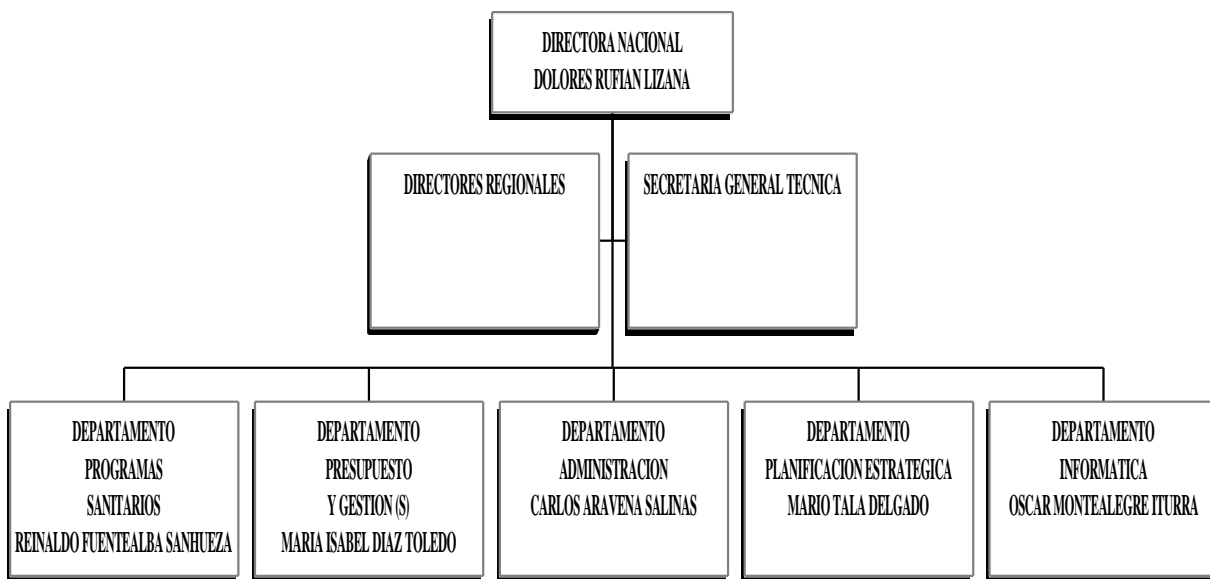 DIRECTORA NACIONAL
DOLORES RUFIAN LIZANA
DIRECTORES REGIONALES
SECRETARIA GENERAL TECNICA
DEPARTAMENTO
PROGRAMAS
SANITARIOS
REINALDO FUENTEALBA SANHUEZA
DEPARTAMENTO
PRESUPUESTO
Y GESTION (S)
MARIA ISABEL DIAZ TOLEDO
DEPARTAMENTO
ADMINISTRACION
CARLOS ARAVENA SALINAS
DEPARTAMENTO
PLANIFICACION ESTRATEGICA
MARIO TALA DELGADO
DEPARTAMENTO
INFORMATICA
OSCAR MONTEALEGRE ITURRA